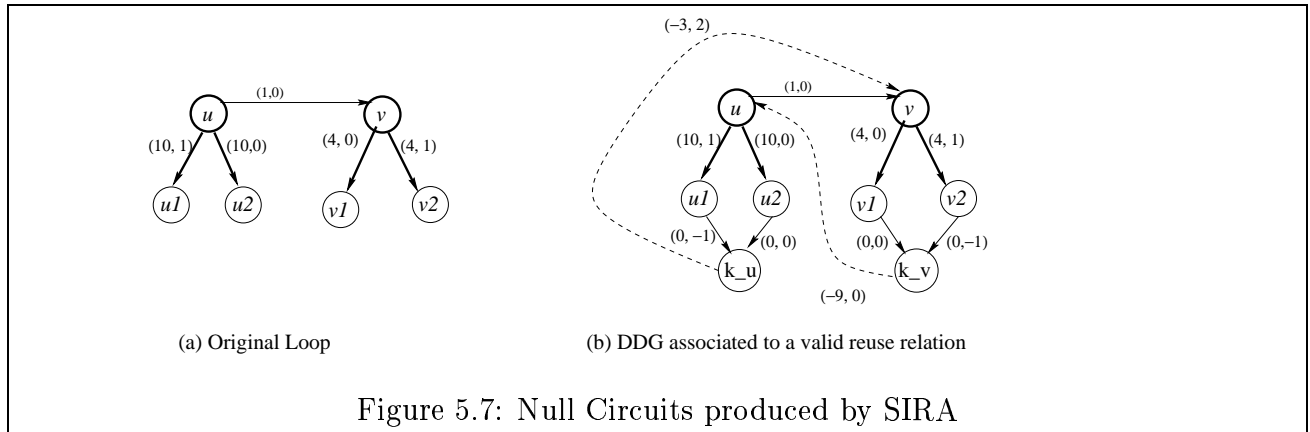 (−3, 2)
(1,0)
(1,0)
u
v
u
v
(10, 1)
(10,0)
(4, 0)
(4, 1)
(10, 1)
(10,0)
(4, 0)
(4, 1)
u1
u2
v1
v2
u1
u2
v1
v2
(0, −1)
(0, 0)
(0,0)
(0,−1)
k_u
k_v
(−9, 0)
(a) Original Loop
(b) DDG associated to a valid reuse relation
Figure 5.7: Null Circuits produced by SIRA